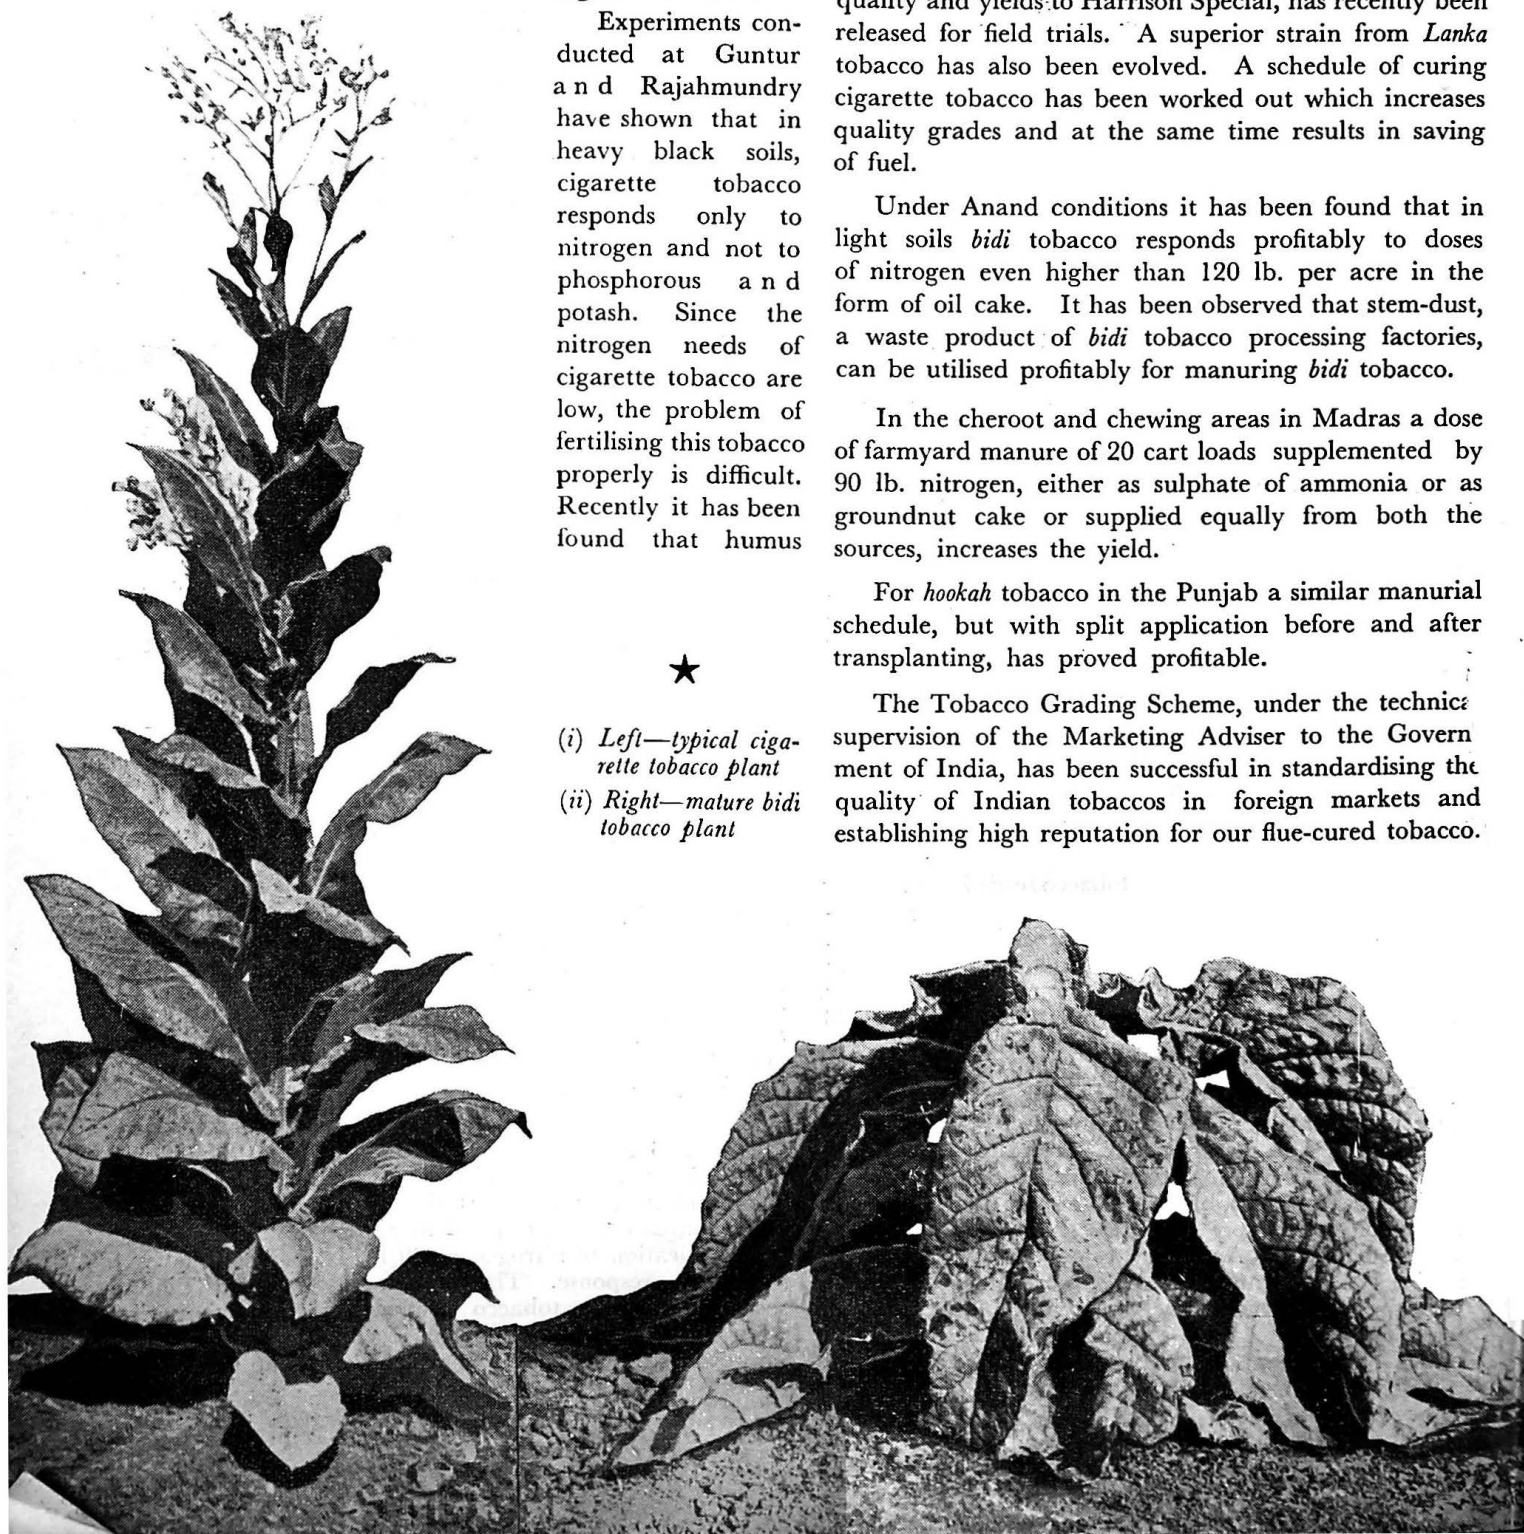 Experiments con-
ducted at Guntur
and Rajahmundry
have shown that in
heavy black soils,
cigarette tobacco
responds only to
nitrogen and not to
phosphorous and
potash. Since the
nitrogen needs of
cigarette tobacco are
low, the problem of
fertilising this tobacco
properly is difficult.
Recently it has been
found that humus
★
(i) Left—typical ciga-
rette tobacco plant
(ii) Right—mature bidi
tobacco plant
quality and yields to Harrison Special, has recently been
released for field trials. A superior strain from Lanka
tobacco has also been evolved. A schedule of curing
cigarette tobacco has been worked out which increases
quality grades and at the same time results in saving
of fuel.
Under Anand conditions it has been found that in
light soils bidi tobacco responds profitably to doses
of nitrogen even higher than 120 lb. per acre in the
form of oil cake. It has been observed that stem-dust,
a waste product of bidi tobacco processing factories,
can be utilised profitably for manuring bidi tobacco.
In the cheroot and chewing areas in Madras a dose
of farmyard manure of 20 cart loads supplemented by
90 lb. nitrogen, either as sulphate of ammonia or as
groundnut cake or supplied equally from both the
sources, increases the yield.
For hookah tobacco in the Punjab a similar manurial
schedule, but with split application before and after
transplanting, has proved profitable.
The Tobacco Grading Scheme, under the technica
supervision of the Marketing Adviser to the Govern
ment of India, has been successful in standardising the
quality of Indian tobaccos in foreign markets and
establishing high reputation for our flue-cured tobacco.